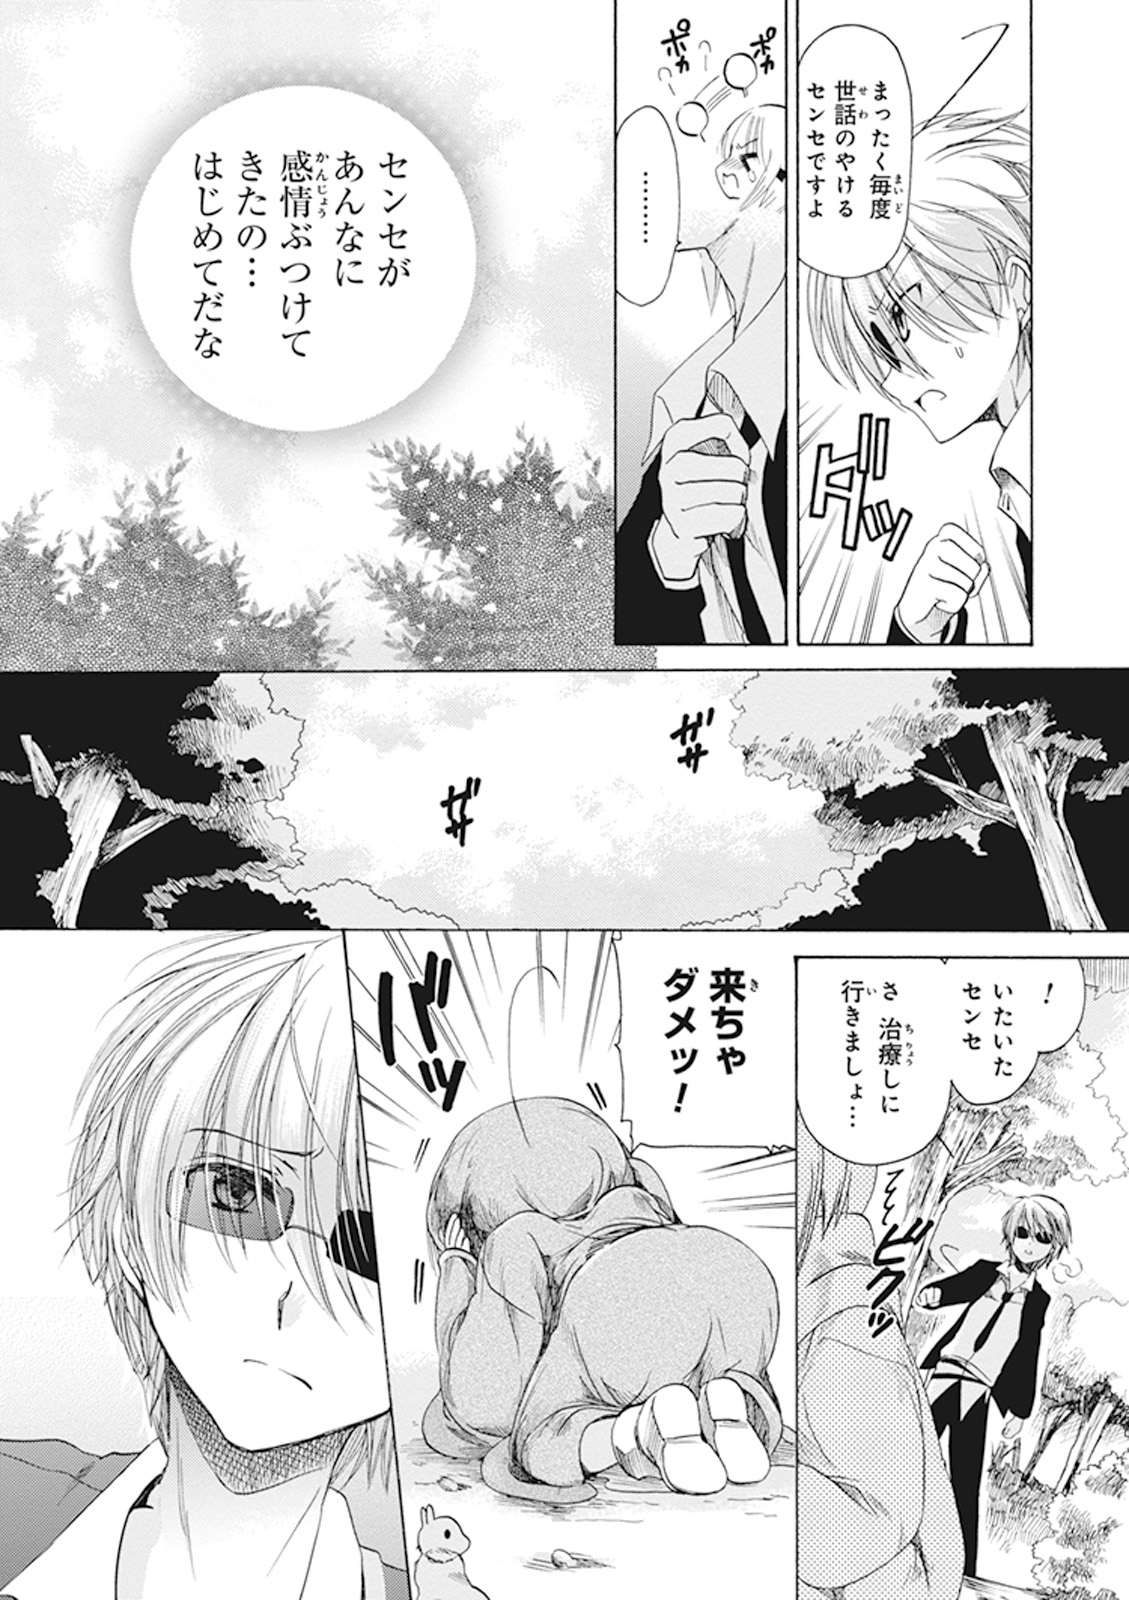 まったく毎度
世話のやける
センセですよ
ズ
ダッ
ポカ
ポカ
………
センセが
あんなに
感情ぶつけて
きたの…
はじめてだな
ザザ
ザザ
！
いたいた
センセ
さ 治療しに
行きましょ…
ビクッ
来ちゃ
ダメッ！